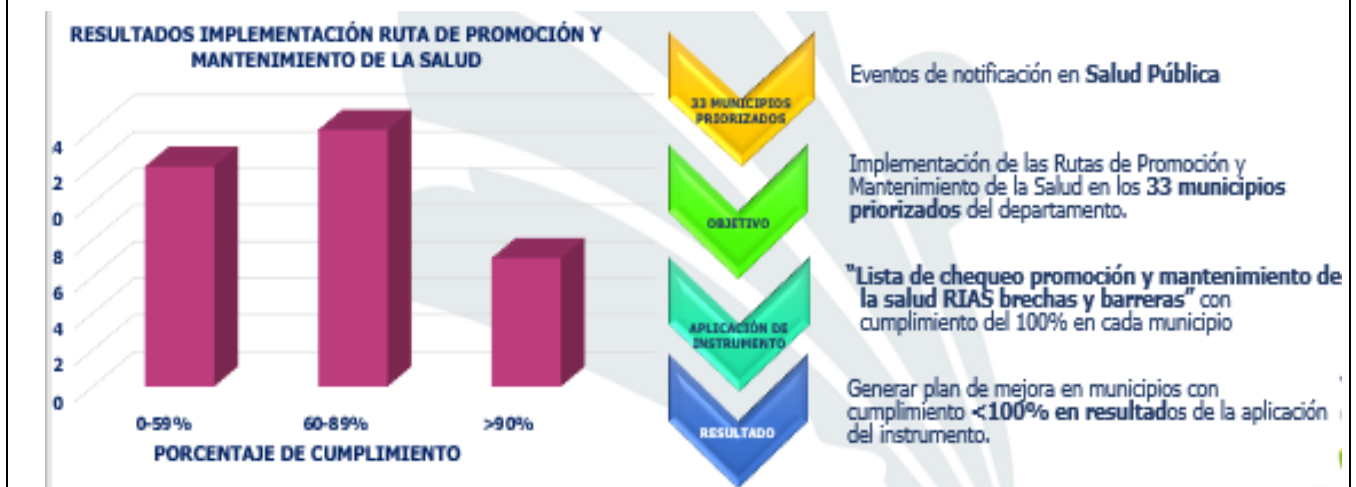 RESULTADOS IMPLEMENTACIÓN RUTA DE PROMOCIÓN Y
MANTENIMIENTO DE LA SALUD
4
2
0
8
6
4
2
0
0-59%
60-89%
>90%
PORCENTAJE DE CUMPLIMIENTO
33 MUNICIPIOS
PRIORIZADOS
Eventos de notificación en Salud Pública
OBJETIVO
Implementación de las Rutas de Promoción y
Mantenimiento de la Salud en los 33 municipios
priorizados del departamento.
APLICACIÓN DE
INSTRUMENTO
"Lista de chequeo promoción y mantenimiento de
la salud RIAS brechas y barreras" con
cumplimiento del 100% en cada municipio
RESULTADO
Generar plan de mejora en municipios con
cumplimiento <100% en resultados de la aplicación
del instrumento.